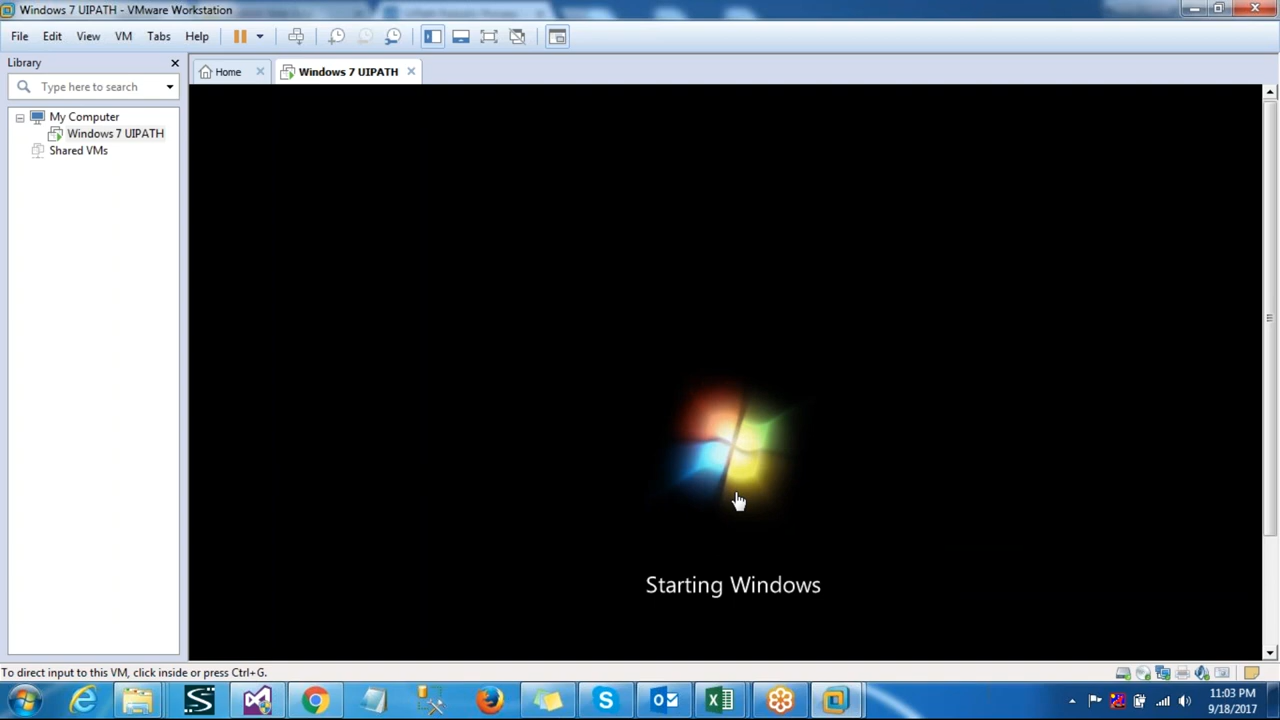 Windows 7 UIPATH - VMware Workstation
File Edit View VM Tabs Help
Library
Type here to search
Home
Windows 7 UIPATH
My Computer
Windows 7 UIPATH
Shared VMs
Starting Windows
To direct input to this VM, click inside or press Ctrl+G.
11:03 PM
9/18/2017